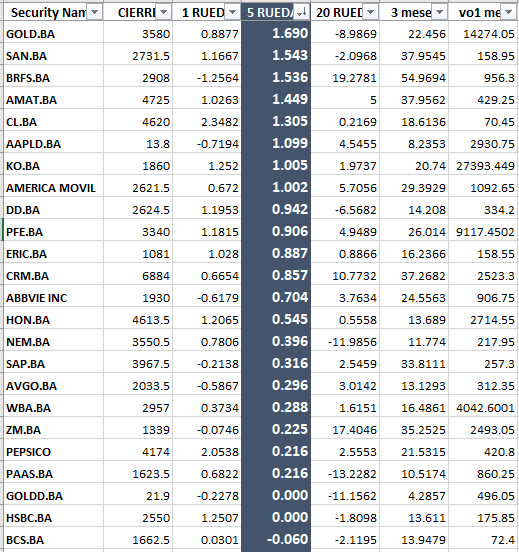 Security Nam CIERRE 1 RUED 5 RUEDA 20 RUED 3 mese vo1 me
GOLD.BA 3580 0.8877 1.690 -8.9869 22.456 14274.05
SAN.BA 2731.5 1.1667 1.543 -2.0968 37.9545 158.95
BRFS.BA 2908 -1.2564 1.536 19.2781 54.9694 956.3
AMAT.BA 4725 1.0263 1.449 5 37.9562 429.25
CL.BA 4620 2.3482 1.305 0.2169 18.6136 70.45
AAPLD.BA 13.8 -0.7194 1.099 4.5455 8.2353 2930.75
KO.BA 1860 1.252 1.005 1.9737 20.74 27393.449
AMERICA MOVIL 2621.5 0.672 1.002 5.7056 29.3929 1092.65
DD.BA 2624.5 1.1953 0.942 -6.5682 14.208 334.2
PFE.BA 3340 1.1815 0.906 4.9489 26.014 9117.4502
ERIC.BA 1081 1.028 0.887 0.8866 16.2366 158.55
CRM.BA 6884 0.6654 0.857 10.7732 37.2682 2523.3
ABBVIE INC 1930 -0.6179 0.704 3.7634 24.5563 906.75
HON.BA 4613.5 1.2065 0.545 0.5558 13.689 2714.55
NEM.BA 3550.5 0.7806 0.396 -11.9856 11.774 217.95
SAP.BA 3967.5 -0.2138 0.316 2.5459 33.8111 257.3
AVGO.BA 2033.5 -0.5867 0.296 3.0142 13.1293 312.35
WBA.BA 2957 0.3734 0.288 1.6151 16.4861 4042.6001
ZM.BA 1339 -0.0746 0.225 17.4046 35.2525 2493.05
PEPSICO 4174 2.0538 0.216 2.5553 21.5315 420.8
PAAS.BA 1623.5 0.6822 0.216 -13.2282 10.5174 860.25
GOLDD.BA 21.9 -0.2278 0.000 -11.1562 4.2857 496.05
HSBC.BA 2550 1.2507 0.000 -1.8098 13.611 175.85
BCS.BA 1662.5 0.0301 -0.060 -2.1195 13.9479 72.4